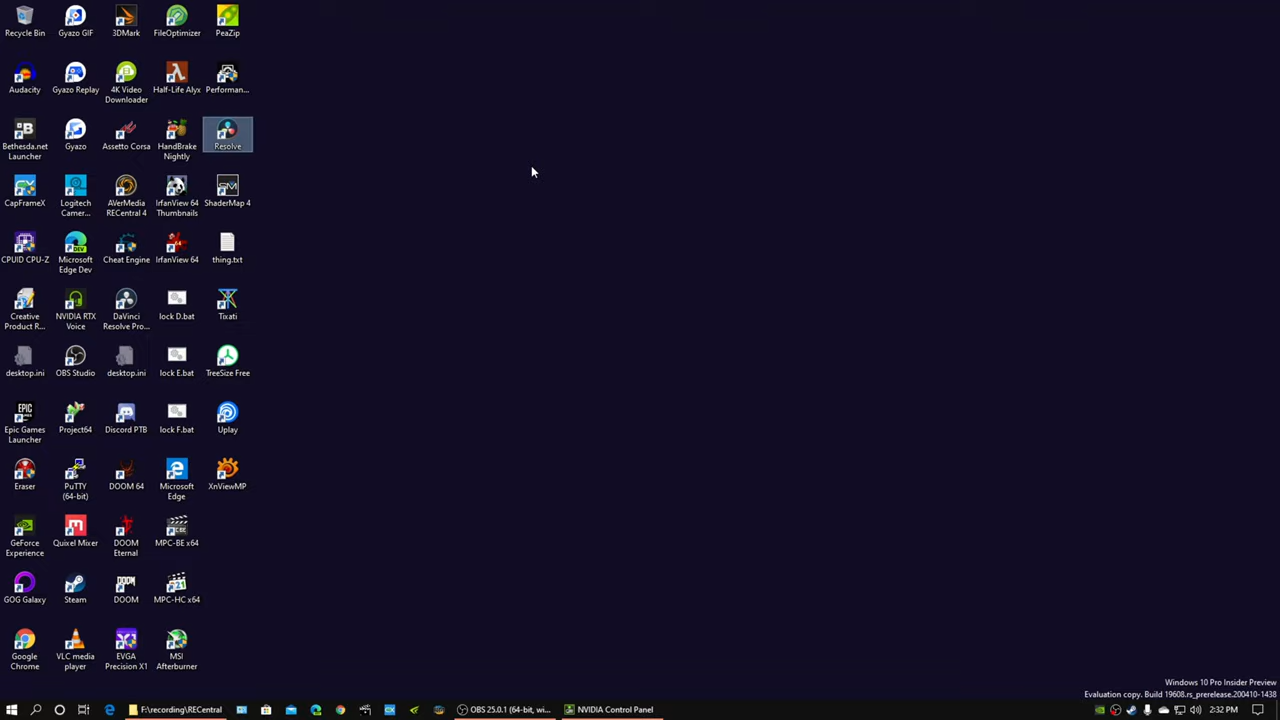 Recycle Bin
Gyazo GIF
3DMark
FileOptimizer
PeaZip
Audacity
Gyazo Replay
4K Video
Downloader
Half-Life Alyx
Performan...
Bethesda.net
Launcher
Gyazo
Assetto Corsa
HandBrake
Nightly
Resolve
CapFrameX
Logitech
Camer...
AVerMedia
RECentral 4
IrfanView 64
Thumbnails
ShaderMap 4
CPUID CPU-Z
Microsoft
Edge Dev
Cheat Engine
IrfanView 64
thing.txt
Creative
Product R...
NVIDIA RTX
Voice
DaVinci
Resolve Pro...
lock D.bat
Tixati
desktop.ini
OBS Studio
desktop.ini
lock E.bat
TreeSize Free
Epic Games
Launcher
Project64
Discord PTB
lock F.bat
Uplay
Eraser
PuTTY
(64-bit)
DOOM 64
Microsoft
Edge
XnViewMP
GeForce
Experience
Quixel Mixer
DOOM
Eternal
MPC-BE x64
GOG Galaxy
Steam
DOOM
MPC-HC x64
Google
Chrome
VLC media
player
EVGA
Precision X1
MSI
Afterburner
Windows 10 Pro Insider Preview
Evaluation copy. Build 19608.rs_prerelease.200410-1438
F:\recording\RECentral
OBS 25.0.1 (64-bit, wi...
NVIDIA Control Panel
2:32 PM